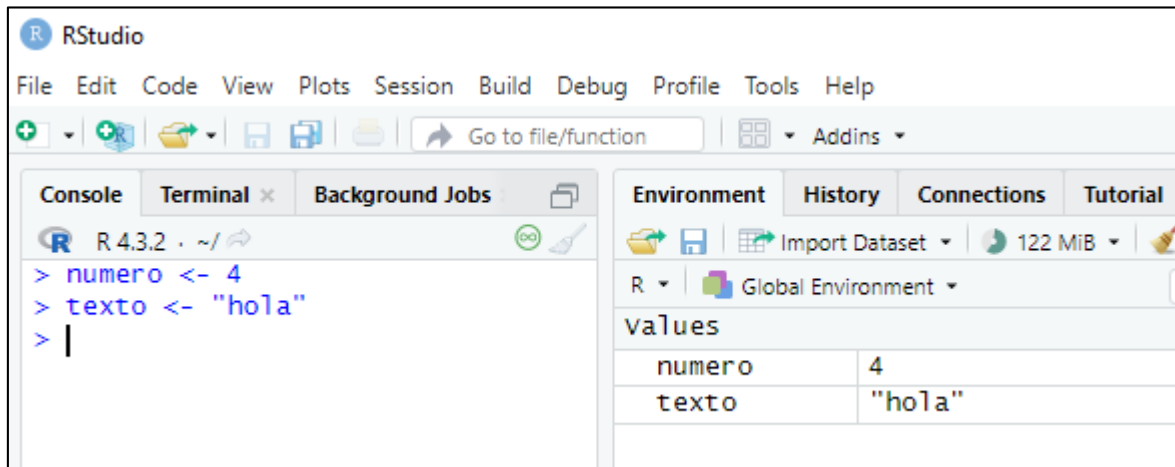 R RStudio
File Edit Code View Plots Session Build Debug Profile Tools Help
R Go to file/function Addins
Console Terminal × Background Jobs
R R 4.3.2 · ~/
> numero <- 4
> texto <- "hola"
>
Environment History Connections Tutorial
Import Dataset 122 MiB
R Global Environment
Values
numero 4
texto "hola"